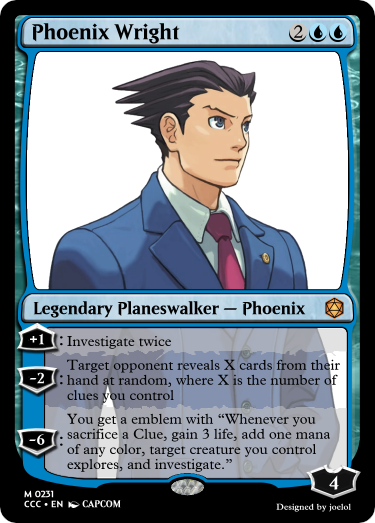 Phoenix Wright 2
Legendary Planeswalker — Phoenix
+1: Investigate twice
Target opponent reveals X cards from their
-2: hand at random, where X is the number of
clues you control
You get a emblem with “Whenever you
sacrifice a Clue, gain 3 life, add one mana
-6: of any color, target creature you control
explores, and investigate.”
4
M 0231
CCC • EN CAPCOM
Designed by joelol